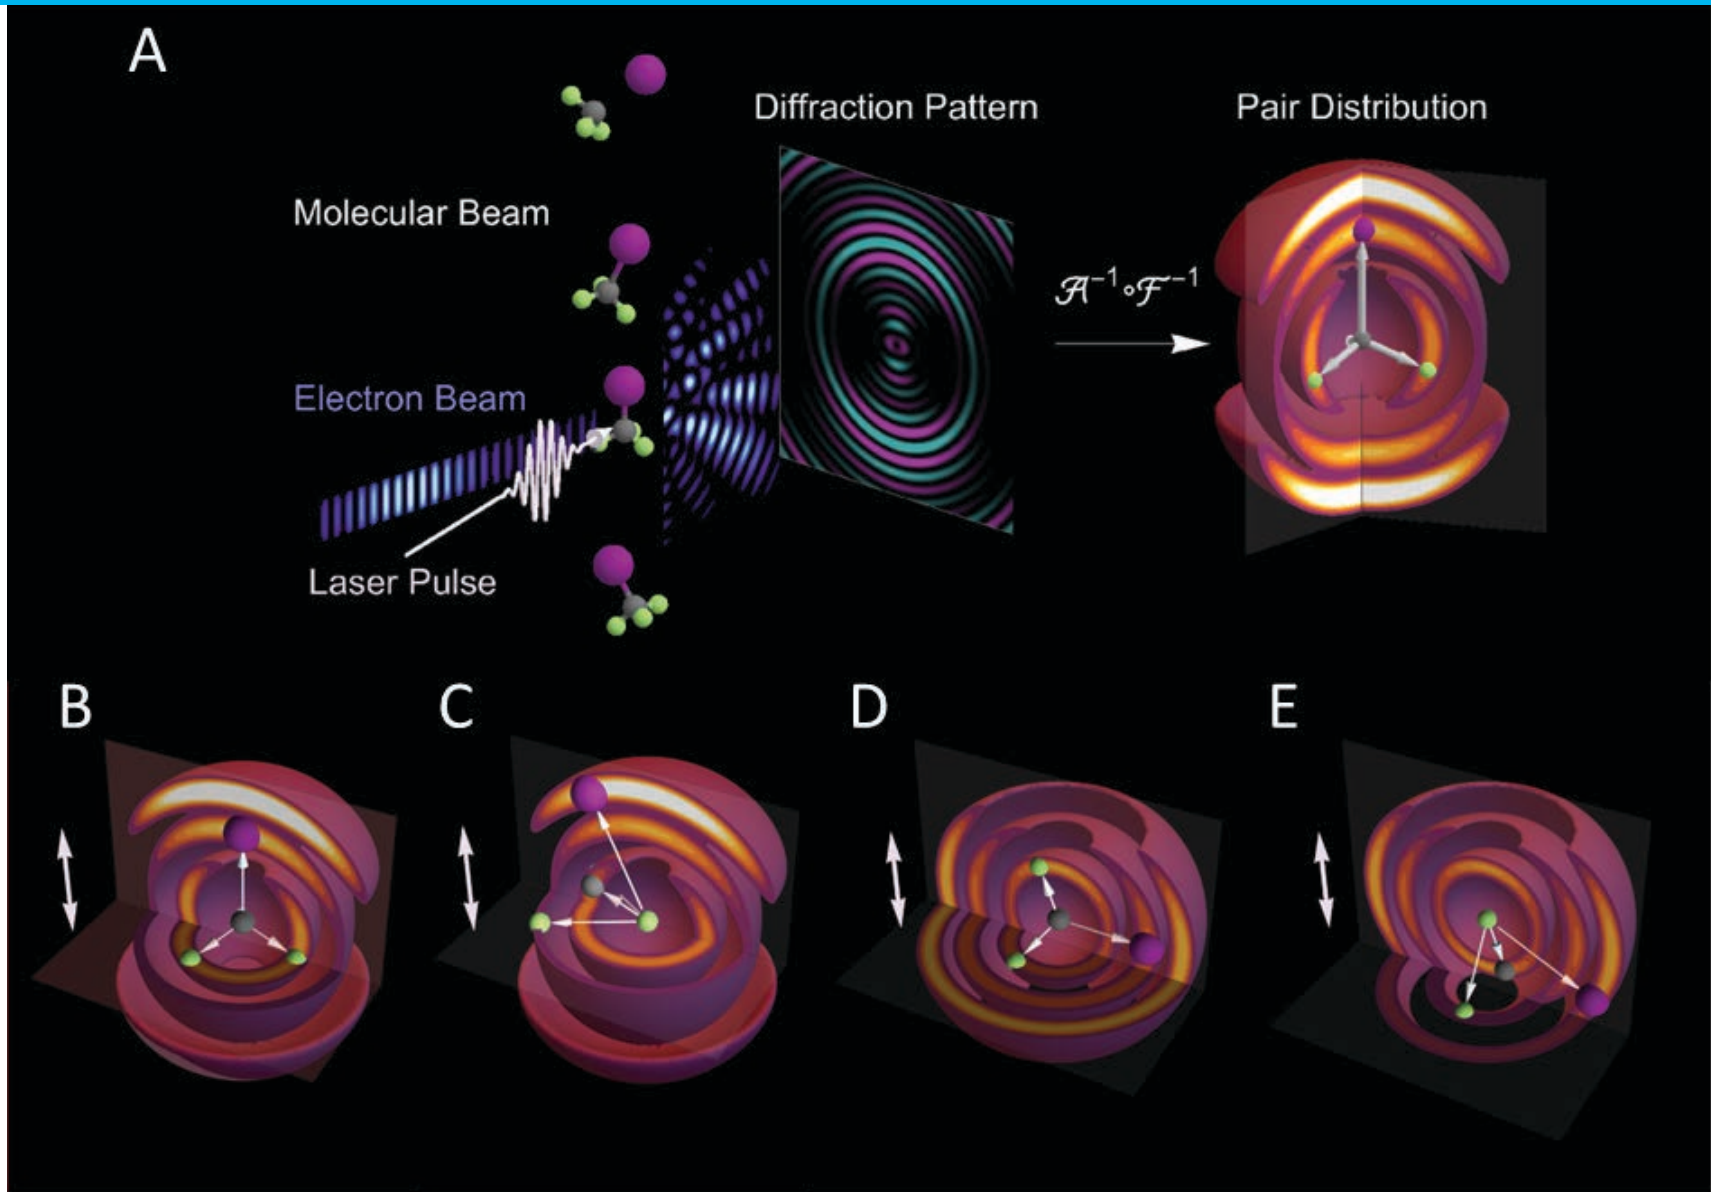 A
Diffraction Pattern
Pair Distribution
Molecular Beam
𝒜⁻¹∘ℱ⁻¹
Electron Beam
Laser Pulse
B
C
D
E